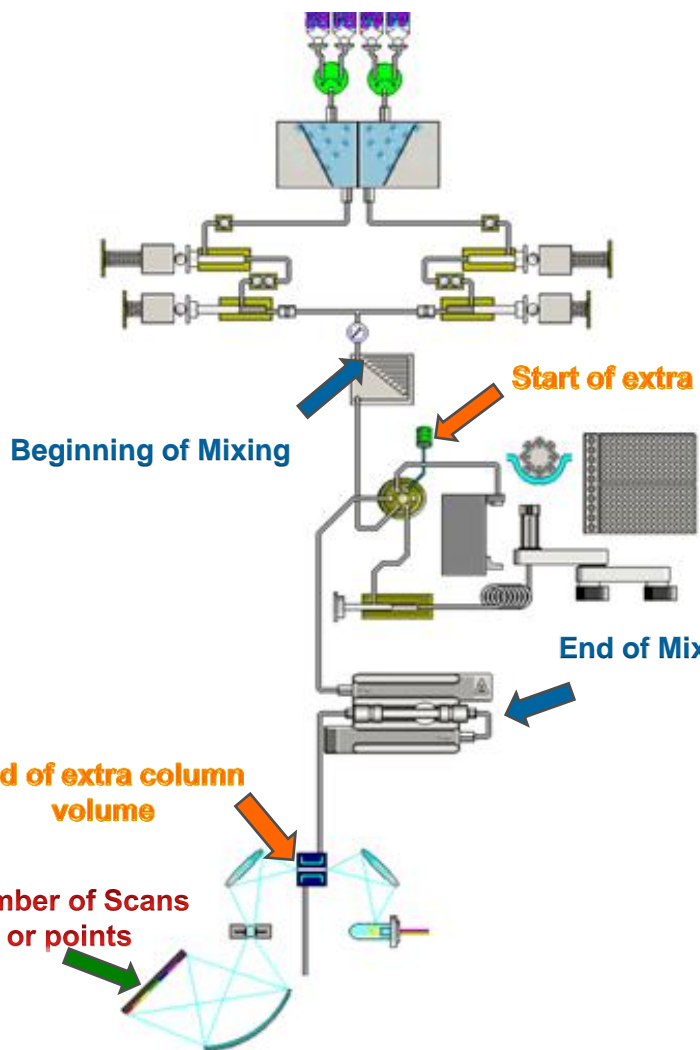 Start of extra
Beginning of Mixing
End of Mix
d of extra column
volume
mber of Scans
or points